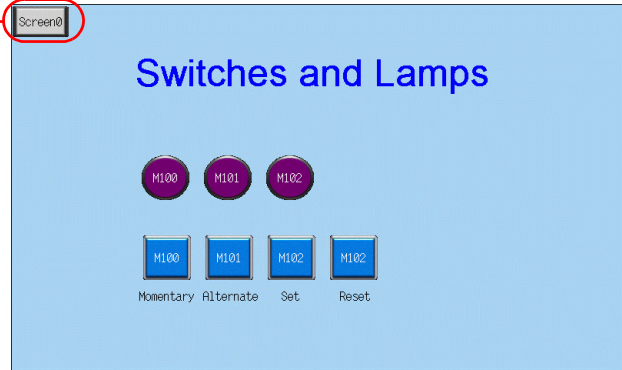 Screen0
Switches and Lamps
M100 M101 M102
M100 M101 M102 M102
Momentary Alternate Set Reset